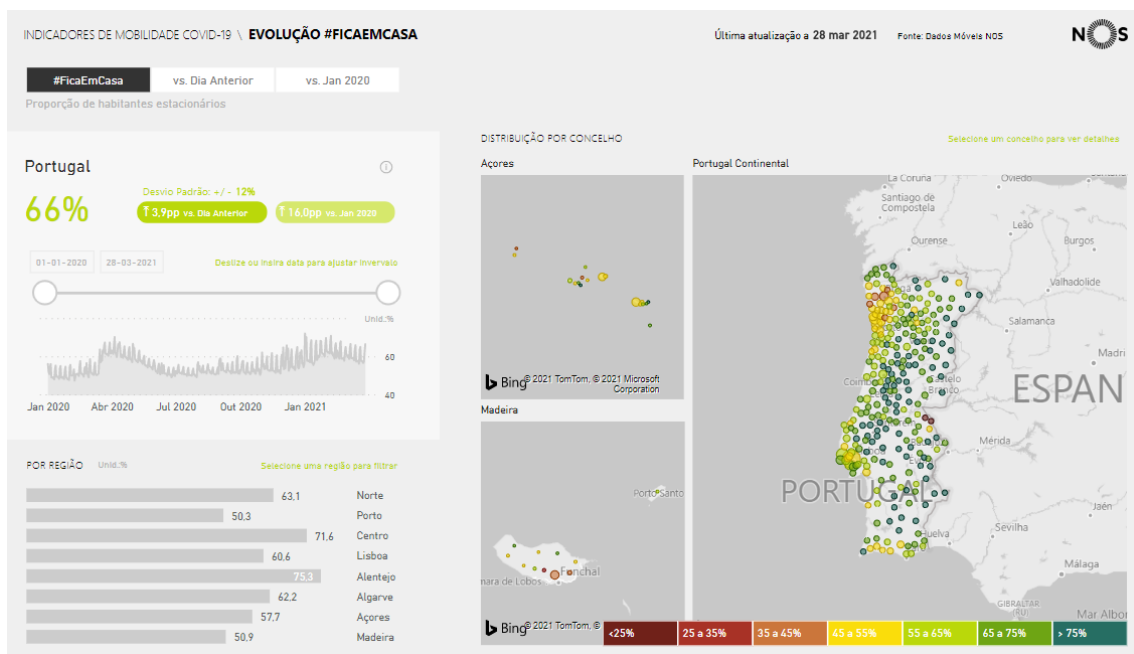 INDICADORES DE MOBILIDADE COVID-19 \ EVOLUÇÃO #FICAEMCASA
Última atualização a 28 mar 2021 Fonte: Dados Móveis NOS
NOS
#FicaEmCasa vs. Dia Anterior vs. Jan 2020
Proporção de habitantes estacionários
Portugal
66%
Desvio Padrão: +/- 12%
3,9pp vs. Dia Anterior 16,0pp vs. Jan 2020
01-01-2020 28-03-2021 Deslize ou insira data para ajustar intervalo
Unid.:%
60
40
Jan 2020 Abr 2020 Jul 2020 Out 2020 Jan 2021
POR REGIÃO Unid.% Selecione uma região para filtrar
63,1 Norte
50,3 Porto
71,6 Centro
60,6 Lisboa
75,3 Alentejo
62,2 Algarve
57,7 Açores
50,9 Madeira
DISTRIBUIÇÃO POR CONCELHO Selecione um concelho para ver detalhes
Açores
Bing © 2021 TomTom, © 2021 Microsoft
Corporation
Madeira
Porto Santo
Funchal
mara de Lobos
Bing © 2021 TomTom, ©
Portugal Continental
La Coruña Oviedo
Santiago de
Compostela
Leão
Ourense Burgos
Valhadolide
Salamanca
Madri
ESPAN
Mérida
PORTUGAL
Jaén
Sevilha
Huelva
Málaga
GIBRALTAR
(RU)
Mar Albor
<25% 25 a 35% 35 a 45% 45 a 55% 55 a 65% 65 a 75% > 75%